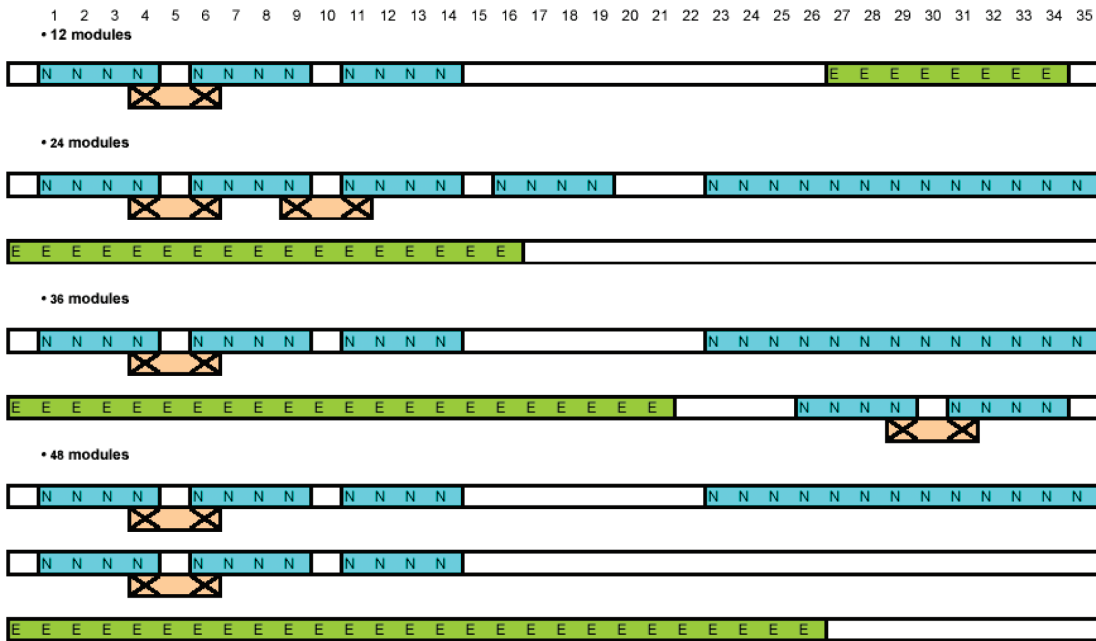 1 2 3 4 5 6 7 8 9 10 11 12 13 14 15 16 17 18 19 20 21 22 23 24 25 26 27 28 29 30 31 32 33 34 35
• 12 modules
N N N N N N N N N N N N E E E E E E E E
• 24 modules
N N N N N N N N N N N N N N N N N N N N N N N N N N N N N
E E E E E E E E E E E E E E E E E
• 36 modules
N N N N N N N N N N N N N N N N N N N N N N N N N
E E E E E E E E E E E E E E E E E E E E E E N N N N N N N N
• 48 modules
N N N N N N N N N N N N N N N N N N N N N N N N N
N N N N N N N N N N N N
E E E E E E E E E E E E E E E E E E E E E E E E E E E